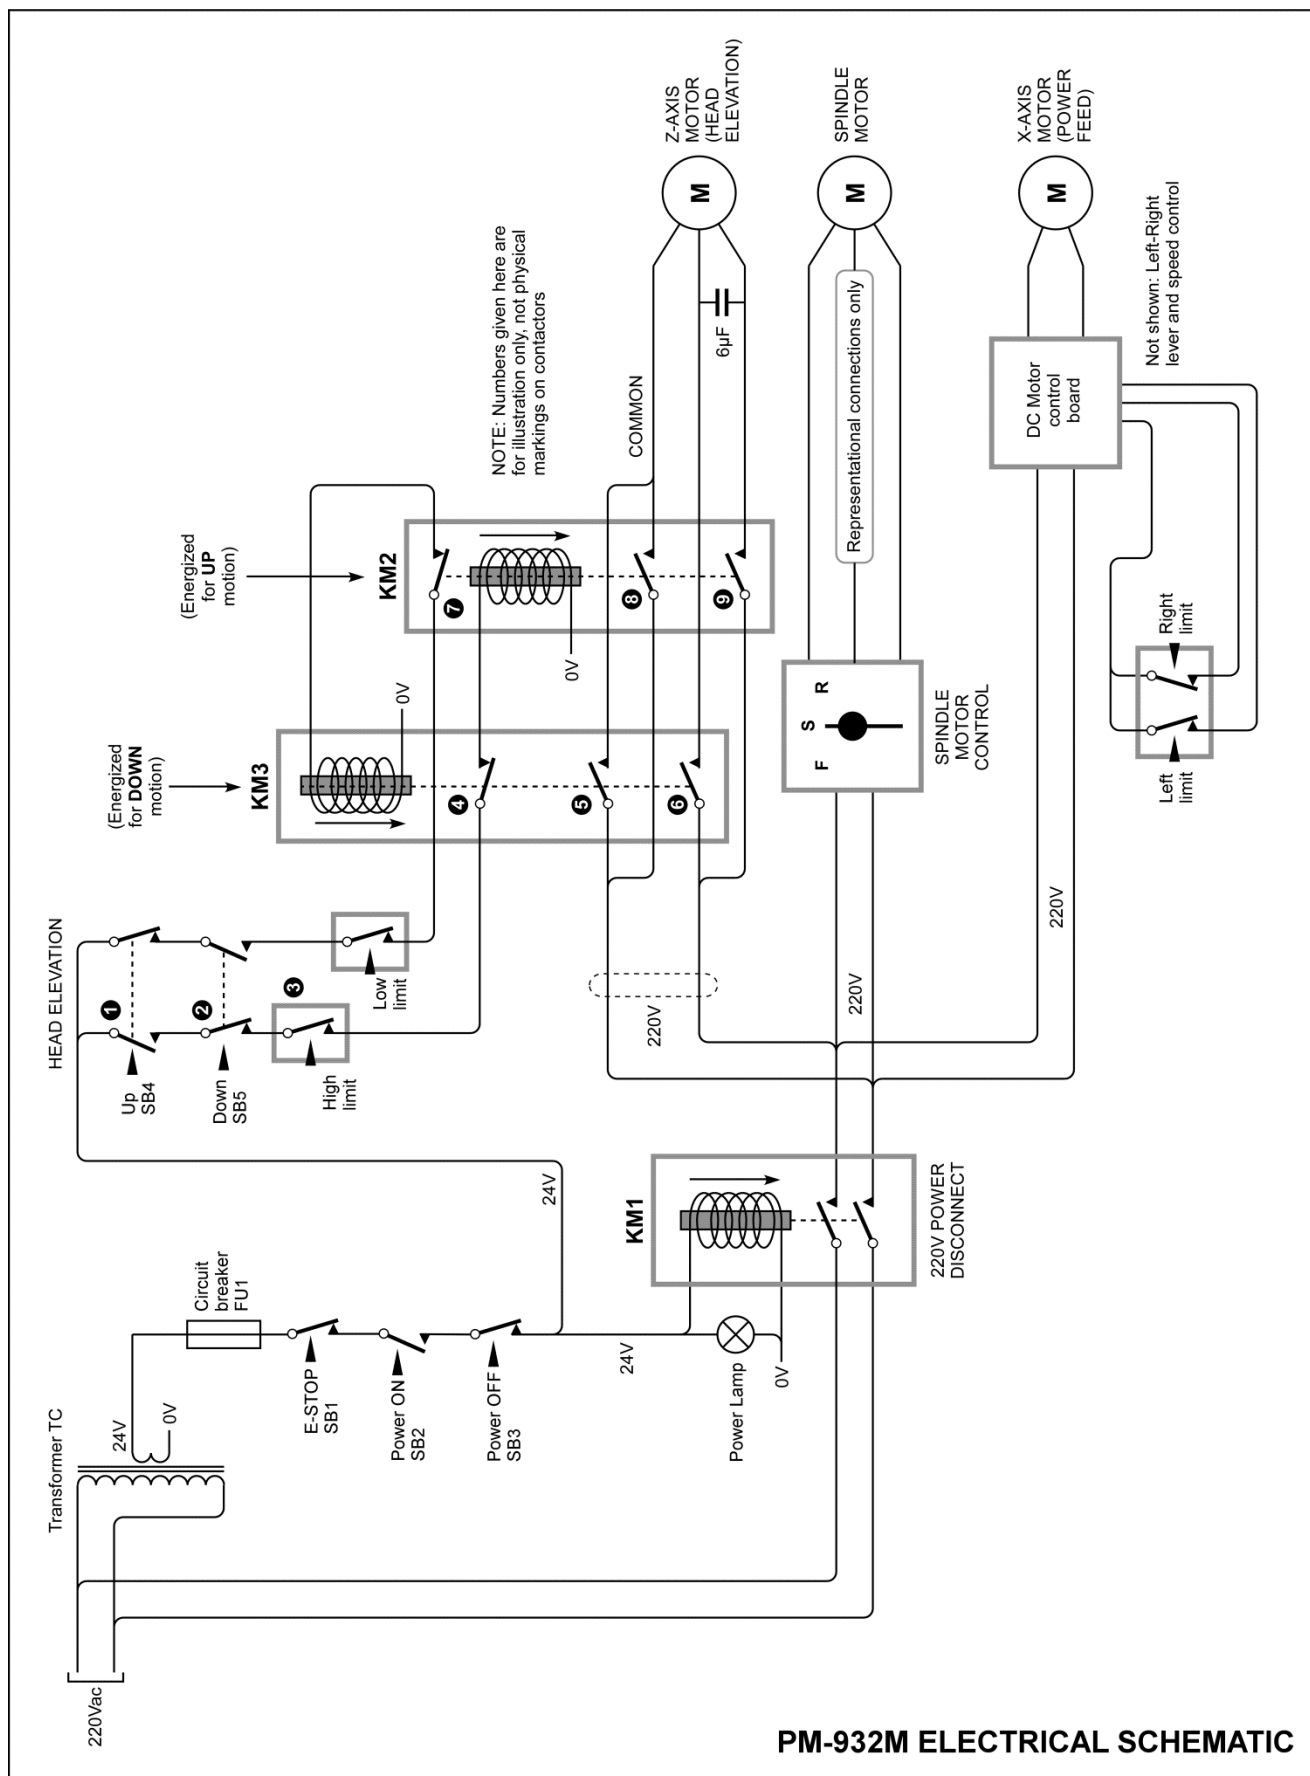 220Vac
Transformer TC
24V
0V
Circuit
breaker
FU1
E-STOP
SB1
Power ON
SB2
Power OFF
SB3
24V
24V
Power Lamp
0V
KM1
220V POWER
DISCONNECT
HEAD ELEVATION
1
2
3
Up
SB4
Down
SB5
High
limit
Low
limit
220V
220V
220V
(Energized
for DOWN
motion)
KM3
0V
4
5
6
(Energized
for UP
motion)
KM2
7
0V
8
9
NOTE: Numbers given here are
for illustration only, not physical
markings on contactors
COMMON
6µF
M
Z-AXIS
MOTOR
(HEAD
ELEVATION)
F S R
SPINDLE
MOTOR
CONTROL
Representational connections only
M
SPINDLE
MOTOR
DC Motor
control
board
M
X-AXIS
MOTOR
(POWER
FEED)
Not shown: Left-Right
lever and speed control
Left
limit
Right
limit
PM-932M ELECTRICAL SCHEMATIC